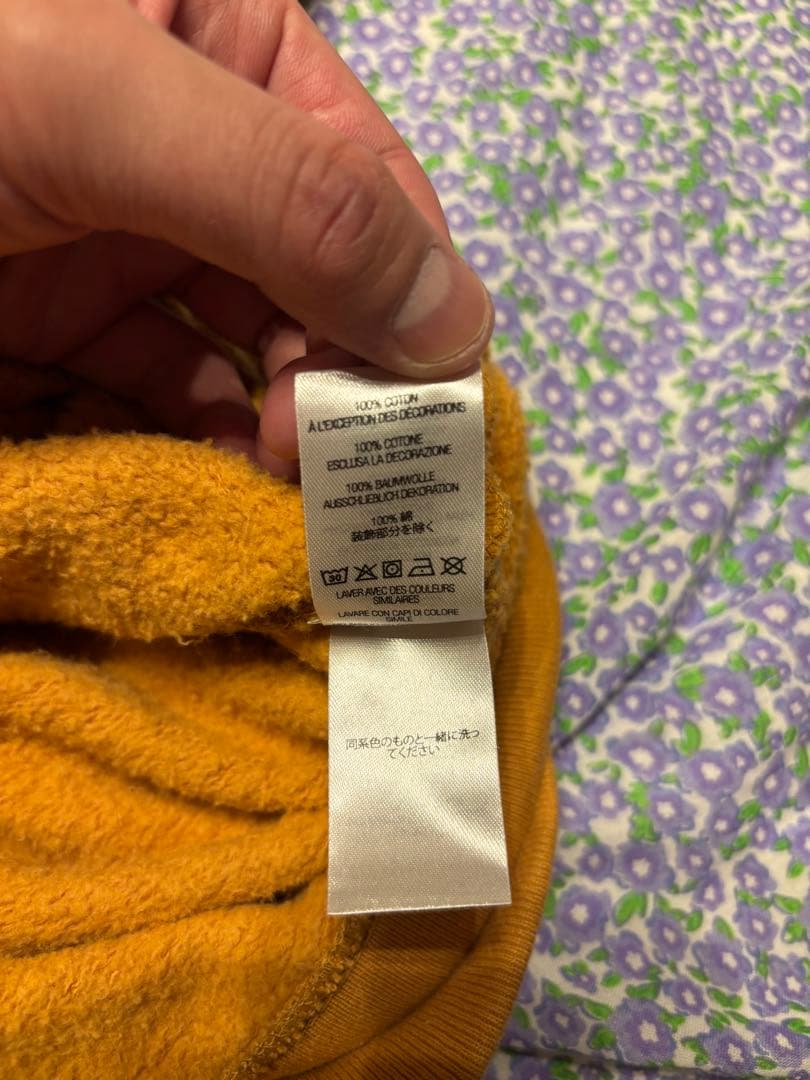 100% COTON
À L'EXCEPTION DES DÉCORATIONS
100% COTONE
ESCLUSA LA DECORAZIONE
100% BAUMWOLLE
AUSSCHLIEBLICH DEKORATION
100% 綿
装飾部分を除く
30
LAVER AVEC DES COULEURS
SIMILAIRES
LAVARE CON CAPI DI COLORE
SIMILE
同系色のものと一緒に洗っ
てください